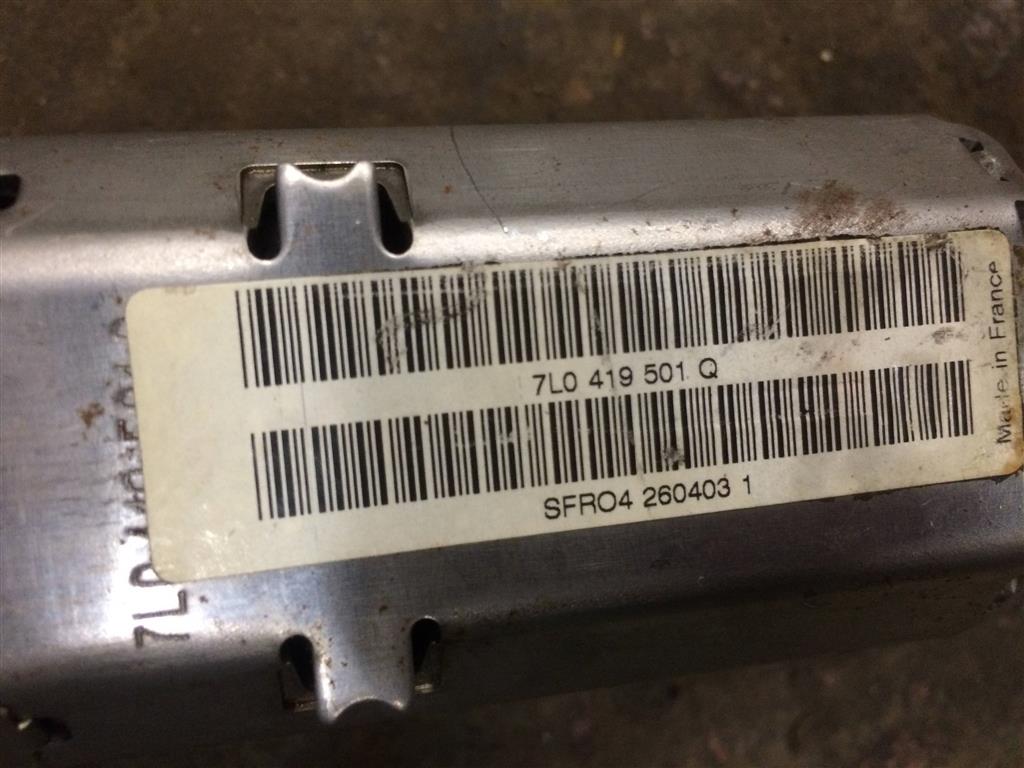 7L0 419 501 Q
SFRO4 260403 1
Made in France